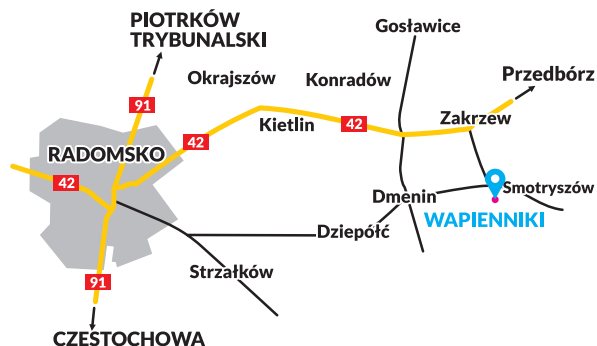 PIOTRKÓW
TRYBUNALSKI
Gosławice
Okrajszów
Konradów
Przedbórz
91
Kietlin
42
Zakrzew
42
RADOMSKO
42
Smotryszów
Dmenin
WAPIENNIKI
Dziepółć
Strzałków
91
CZĘSTOCHOWA